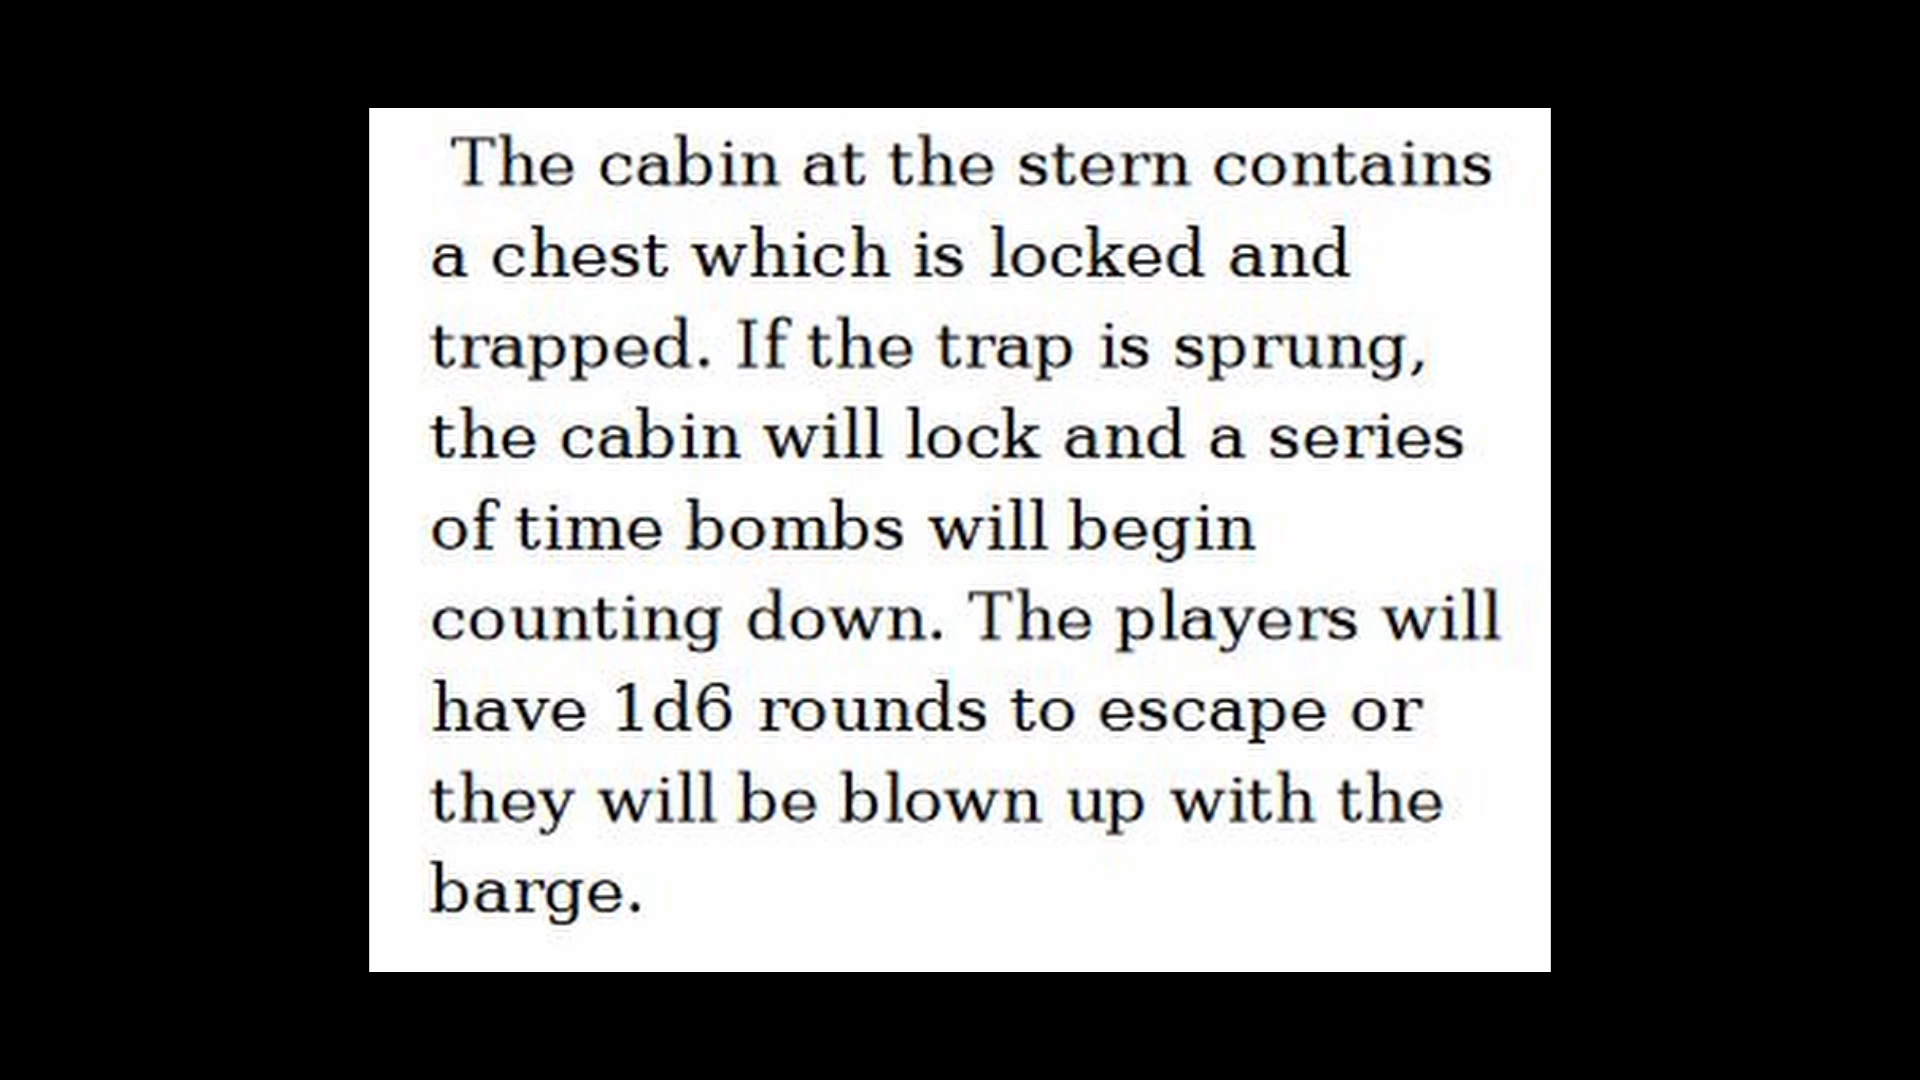 The cabin at the stern contains
a chest which is locked and
trapped. If the trap is sprung,
the cabin will lock and a series
of time bombs will begin
counting down. The players will
have 1d6 rounds to escape or
they will be blown up with the
barge.